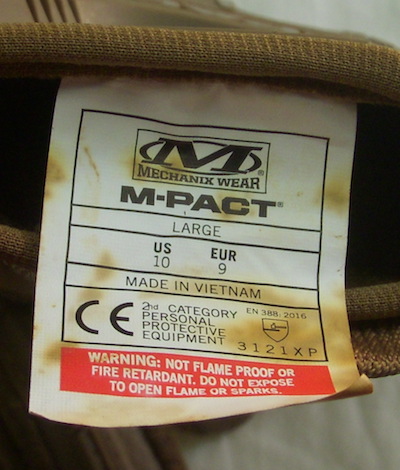 M
MECHANIX WEAR®
M-PACT®
LARGE
US EUR
10 9
MADE IN VIETNAM
CE
2nd CATEGORY
PERSONAL
PROTECTIVE
EQUIPMENT
EN 388: 2016
3121XP
WARNING: NOT FLAME PROOF OR
FIRE RETARDANT. DO NOT EXPOSE
TO OPEN FLAME OR SPARKS.